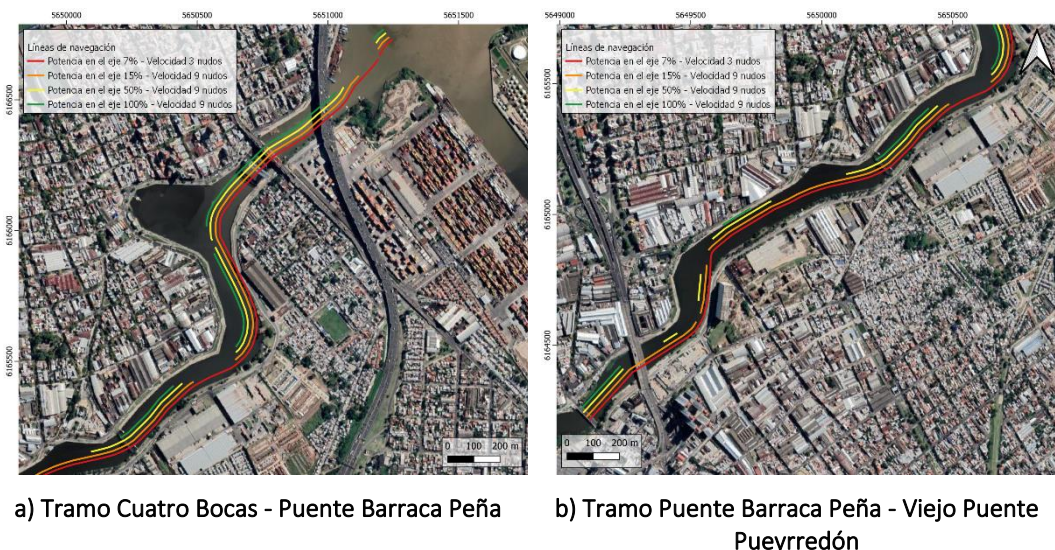 5650000 5650500 5651000 5651500
Líneas de navegación
Potencia en el eje 7% - Velocidad 3 nudos
Potencia en el eje 15% - Velocidad 9 nudos
Potencia en el eje 50% - Velocidad 9 nudos
Potencia en el eje 100% - Velocidad 9 nudos
6166500
6166000
6165500
0 100 200 m
a) Tramo Cuatro Bocas - Puente Barraca Peña
5649000 5649500 5650000 5650500
Líneas de navegación
Potencia en el eje 7% - Velocidad 3 nudos
Potencia en el eje 15% - Velocidad 9 nudos
Potencia en el eje 50% - Velocidad 9 nudos
Potencia en el eje 100% - Velocidad 9 nudos
6165500
6165000
6164500
0 100 200 m
b) Tramo Puente Barraca Peña - Viejo Puente
Pueyrredón